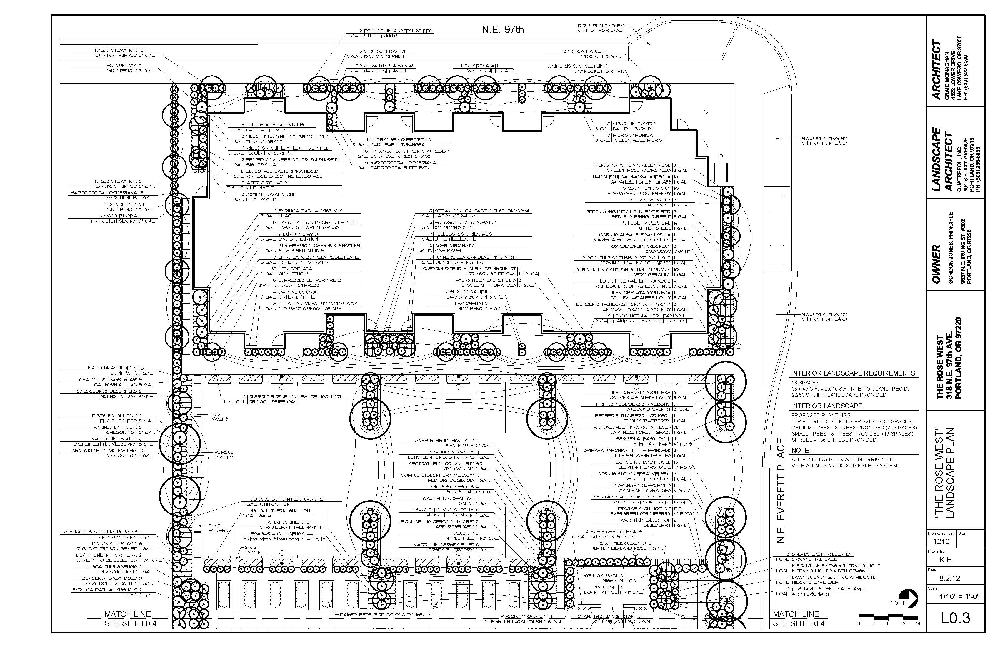 N.E. 97th
R.O.W. PLANTING BY
CITY OF PORTLAND
12|PENNISETUM ALOPECUROIDES
1 GAL.|'LITTLE BUNNY'
FAGUS SYLVATICA|10
'DANYCK PURPLE'|2" CAL.
13|VIBURNUM DAVIDII
3 GAL.|DAVID VIBURNUM
SYRINGA PATULA|1
'MISS KIM'|3 GAL.
ILEX CRENATA|7
'SKY PENCIL'|3 GAL.
70|GERANIUM 'BIOKOVA'
1 GAL.|HARDY GERANIUM
ILEX CRENATA|1
'SKY PENCIL'|3 GAL.
JUNIPERUS SCOPULORUM|1
'SKYROCKET'|5'-6' HT.
3|HELLEBORUS ORIENTALIS
1 GAL.|WHITE HELLEBORE
3|MISCANTHUS SINENSIS 'GRACILLIMUS'
1 GAL.|EULALIA GRASS
1|RIBES SANGUINEUM 'ELK RIVER RED'
3 GAL.|FLOWERING CURRANT
12|EPIMEDIUM X VERSICOLOR 'SULPHUREUM'
1 GAL.|BISHOP'S HAT
6|LEUCOTHOE WALTERI 'RAINBOW'
1 GAL.|RAINBOW DROOPING LEUCOTHOE
2|ACER CIRCINATUM
7'-8' HT.|VINE MAPLE
3|ASTILBE 'AVALANCHE'
1 GAL.|WHITE ASTILBE
1|HYDRANGEA QUERCIFOLIA
5 GAL.|OAK LEAF HYDRANGEA
18|HAKONECHLOA MACRA 'AUREOLA'
1 GAL.|JAPANESE FOREST GRASS
5|SARCOCOCCA HOOKERIANA
1 GAL.|CAROCOCCA; SWEET BOX
10|VIBURNUM DAVIDII
3 GAL.|DAVID VIBURNUM
3|PIERIS JAPONICA
3 GAL.|VALLEY ROSE PIERIS
R.O.W. PLANTING BY
CITY OF PORTLAND
FAGUS SYLVATICA|2
'DANYCK PURPLE'|2" CAL.
SARCOCOCCA HOOKERIANA|15
VAR. HUMILIS|1 GAL.
ILEX CRENATA|24
'SKY PENCIL'|3 GAL.
GINKGO BILOBA|3
PRINCETON SENTRY|2" CAL.
PIERIS MAPONICA 'VALLEY ROSE'|2
VALLEY ROSE ANDROMEDA|3 GAL.
HAKONECHLOA MACRA 'AUREOLA'|16
JAPANESE FOREST GRASS|1 GAL.
VACCINNIUM OVATUM|10
EVERGREEN HUCKLEBERRY|1 GAL.
ACER CIRCINATUM|3
VINE MAPLE|6'-7' HT.
RIBES SANGUINEUM 'ELK RIVER RED'|2
RED FLOWERING CURRENT|3 GAL.
ASTILBE 'AVALANCHE'|16
WHITE ASTILBE|1 GAL.
CORNUS ALBA 'ELEGANTISSIMA'|1
VARIEGATED REDTWIG DOGWOOD|5 GAL.
OXYDENDRUM ARBOREUM|2
SOURWOOD|5'-6' HT.
MISCANTHUS SINENSIS 'MORNING LIGHT'|1
MORNING LIGHT MAIDEN GRASS|1 GAL.
GERANIUM X CANTABRIGIENSE 'BIOKOVA'|10
HARDY GERANIUM|1 GAL.
LEUCOTHOE WALTERI 'RAINBOW'|4
RAINBOW DROOPING LEUCOTHOE|3 GAL.
ILEX CRENATA 'CONVEXA'|1
CONVEX JAPANESE HOLLY|3 GAL.
BERBERIS THUNBERGII 'CRIMSON PYGMY'|3
CRIMSON PYGMY BARBERRY|1 GAL.
19|LEUCOTHOE WALTERI 'RAINBOW'
3 GAL.|RAINBOW DROOPING LEUCOTHOE
1|SYRINGA PATULA 'MISS KIM'
3 GAL.|LILAC
8|HAKONECHLOA MACRA 'AUREOLA'
1 GAL.|JAPANESE FOREST GRASS
3|VIBURNUM DAVIDII
3 GAL.|DAVID VIBURNUM
1|IRIS SIBERICA 'CAESAR'S BROTHER'
1 GAL.|BLUE SIBERIAN IRIS
2|SPIRAEA X BUMALDA 'GOLDFLAME'
3 GAL.|GOLDFLAME SPIRAEA
32|ILEX CRENATA
2 GAL.|'SKY PENCIL'
8|CUPRESSUS SEMPERVIRENS
3'-4' HT.|ITALIAN CYPRESS
4|DAPHNE ODORA
2 GAL.|WINTER DAPHNE
8|MAHONIA AQUIFOLIUM 'COMPACTA'
1 GAL.|COMPACT OREGON GRAPE
8|GERANIUM X CANTABRIGIENSE 'BIOKOVA'
1 GAL.|HARDY GERANIUM
2|POLOGONATUM ODORATUM
1 GAL.|SOLOMON'S SEAL
3|HELLEBORUS ORIENTALIS
1 GAL.|WHITE HELLEBORE
2|ACER CIRCINATUM
7'-8' HT.|VINE MAPEL
2|FOTHERGILLA GARDENEII 'MT. AIRY'
1 GAL.|DWARF FOTHERGILLA
QUERCUS ROBUR X ALBA 'CRIMSCHMIDT'|4
CRIMSON SPIRE OAK|1 1/2" CAL.
HYDRANGEA QUERCIFOLIA|3
OAK LEAF HYDRANDEA|5 GAL.
VIBURNUM DAVIDII|1
DAVID VIBURNUM|3 GAL.
ILEX CRENATA|1
'SKY PENCIL'|3 GAL.
R.O.W. PLANTING BY
CITY OF PORTLAND
MAHONIA AQUIFOLIUM|16
COMPACTA|1 GAL.
CEANOTHUS 'DARK STAR'|5
CALIFORNIA LILAC|5 GAL.
CALOCEDRUS DECURRENS|2
INCENSE CEDAR|6'-7' HT.
RIBES SANGUINEIUM|2
ELK RIVER RED|5 GAL.
FRAXINUS LATIFOLIA|2
OREGON ASH|2" CAL.
VACCINIUM OVATUM|6
EVERGREEN HUCKLEBERRY|5 GAL.
ARCTOSTAPHYLOS UVA-URSI|42
KINNICKINICK|1 GAL.
2|QUERCUS ROBUR X ALBA 'CRIMSCHMIDT
1 1/2" CAL.|CRIMSON SPIRE OAK
2 x 2
PAVERS
POROUS
PAVERS
ILEX CRENATA 'CONVEXA'|6
CONVEX JAPANESE HOLLY|3 GAL.
PRUNUS YEODOENSIS 'AKEBONO'|5
AKEBONO CHERRY|2" CAL.
BERBERIS THUNBERGII 'CRIMSON'|1
PYGMY 'BARBERRY'|1 GAL.
HAKONECHOLA MACRA 'AUREOLA|35
JAPANESE FOREST GRASS|1 GAL.
BERGENIA 'BABY DOLL'|7
ELEPHANT EARS|4" POTS
SPIRAEA JAPONICA 'LITTLE PRINCESS'|2
LITTLE PRINCESS SPIRAEA|1 GAL.
BERGENIA 'BABY DOLL'|18
ELEPHANT EARS 18"o.c.|4" POTS
CORNUS STOLONIFERA 'KELSEYI'|6
REDTWIG DOGWOOD|1 GAL.
HYDRANGEA QUERCIFOLIA|1
OAKLEAF HYDRANGEA|5 GAL.
MAHONIA AQUIFOLIUM 'COMPACTA'|5
COMPACT OREGON GRAPE|1 GAL.
FRAGARIA CHILIOENSIS|120
EVERGREEN STRAWBERRY|4" POTS
VACCINIUM BLUECROP|6
BLUEBERRY|1 GAL.
ACER RUBRUM 'BOWHALL'|4
RED MAPLE|2" CAL.
MAHONIA NERVOSA|16
LONG LEAF OREGON GRAPE|1 GAL.
ARCTOSTAPHYLOS UVA-URSI|80
KINNICKINICK|1 GAL.
CORNUS STOLONIFERA 'KELSEY'|12
REDTWIG DOGWOOD|1 GAL.
PINUS SYLVESTRIS|4
SCOTS PINE|6'-7' HT.
GAULTHERIA SHALLON|7
SALAL|1 GAL.
LAVANDULA ANGUSTIFOLIA|8
HIDCOTE LAVENDER|1 GAL.
ROSMARINUS OFFICINALIS 'ARP'|2
ARP ROSEMARY|1 GAL.
MALUS SP|2
APPLE TREE|1 1/2" CAL.
VACCINIUM "JERSEY BLUE"|6
JERSEY BLUEBERRY|1 GAL.
60|ARCTOSTAPHYLOS UVA-URSI
1 GAL.|KINNICKINICK
45|GAULTHERIA SHALLON
1 GAL.|SALAL
ARBUTUS UNEDO|2
STRAWBERRY TREE|6'-7' HT.
FRAGARIA CHILIOENSIS|44
EVERGREEN STRAWBERRY|4" POTS
2 x 2
PAVERS
2 x 2
PAVER
4|EVERGREEN CLEMATIS
1 GAL.|ON GREEN SCREEN
ROSA 'MEICOUBLAND'|3
WHITE MEIDILAND ROSE|1 GAL.
ROSMARINUS OFFICINALIS 'ARP'|3
ARP ROSEMARY|1 GAL.
MAHONIA NERVOSA|6
LONGLEAF OREGON GRAPE|1 GAL.
DWARF CHERRY OR PEAR|2
VARIETY TO BE SELECTED|1 1/4" CAL.
MISCANTHUS SINENSIS|2
'MORNING LIGHT'|1 GAL.
BERGENIA 'BABY DOLL'|9
BABY DOLL BERGENIA|1 GAL.
SYRINGA PATULA 'MISS KIM'|2
LILAC|3 GAL.
SYRINGA PATULA|1
MISS KIM|1 GAL.
MALUS SP.|2
DWARF APPLE|1 1/4" CAL.
8|SALVIA 'EAST FRIESLAND'
1 GAL.|ORNAMENTAL SAGE
1|MISCANTHUS SINENSIS 'MORNING LIGHT
1 GAL.|MORNING LIGHT MAIDEN GRASS
4|LAVANDULA ANGUSTIFOLIA 'HIDCOTE'
1 GAL.|HIDCOTE LAVENDER
2|ROSMARINUS OFFICINALIS 'ARP'
1 GAL.|ARP ROSEMARY
RAISED BEDS (FOR COMMUNITY USE)
VACCINIUM OVATUM|14
EVERGREEN HUCKLEBERRY|6 GAL.
CEANOTHUS 'DARK STAR'|5
CALIFORNIA LILAC|5 GAL.
MATCH LINE
SEE SHT. L0.4
MATCH LINE
SEE SHT. L0.4
N.E. EVERETT PLACE
INTERIOR LANDSCAPE REQUIREMENTS
58 SPACES
58 x 45 S.F. = 2,610 S.F. INTERIOR LAND. REQ'D.
2,950 S.F. INT. LANDSCAPE PROVIDED
INTERIOR LANDSCAPE
PROPOSED PLANTINGS:
LARGE TREES - 8 TREES PROVIDED (32 SPACES)
MEDIUM TREES - 8 TREES PROVIDED (24 SPACES)
SMALL TREES - 8 TREES PROVIDED (16 SPACES)
SHRUBS - 186 SHRUBS PROVIDED
NOTE:
ALL PLANTING BEDS WILL BE IRRIGATED
WITH AN AUTOMATIC SPRINKLER SYSTEM.
NORTH
0 4 8 12 16
ARCHITECT
CRAIG MONAGHAN
4522 LOWER DRIVE
LAKE OSWEGO, OR 97035
PH: (503) 522-9000
LANDSCAPE
ARCHITECT
QUATREFOIL, INC.
404 S.E. 80th AVENUE
PORTLAND, OR 97215
PH: (503) 256-8955
OWNER
GORDON JONES, PRINCIPLE
9837 N.E. IRVING ST. #302
PORTLAND, OR 97220
THE ROSE WEST
318 N.E. 97th AVE.
PORTLAND, OR 97220
"THE ROSE WEST"
LANDSCAPE PLAN
Project number
Size
1210
Drawn by
K.H.
Date
8.2.12
Scale
1/16" = 1'-0"
L0.3